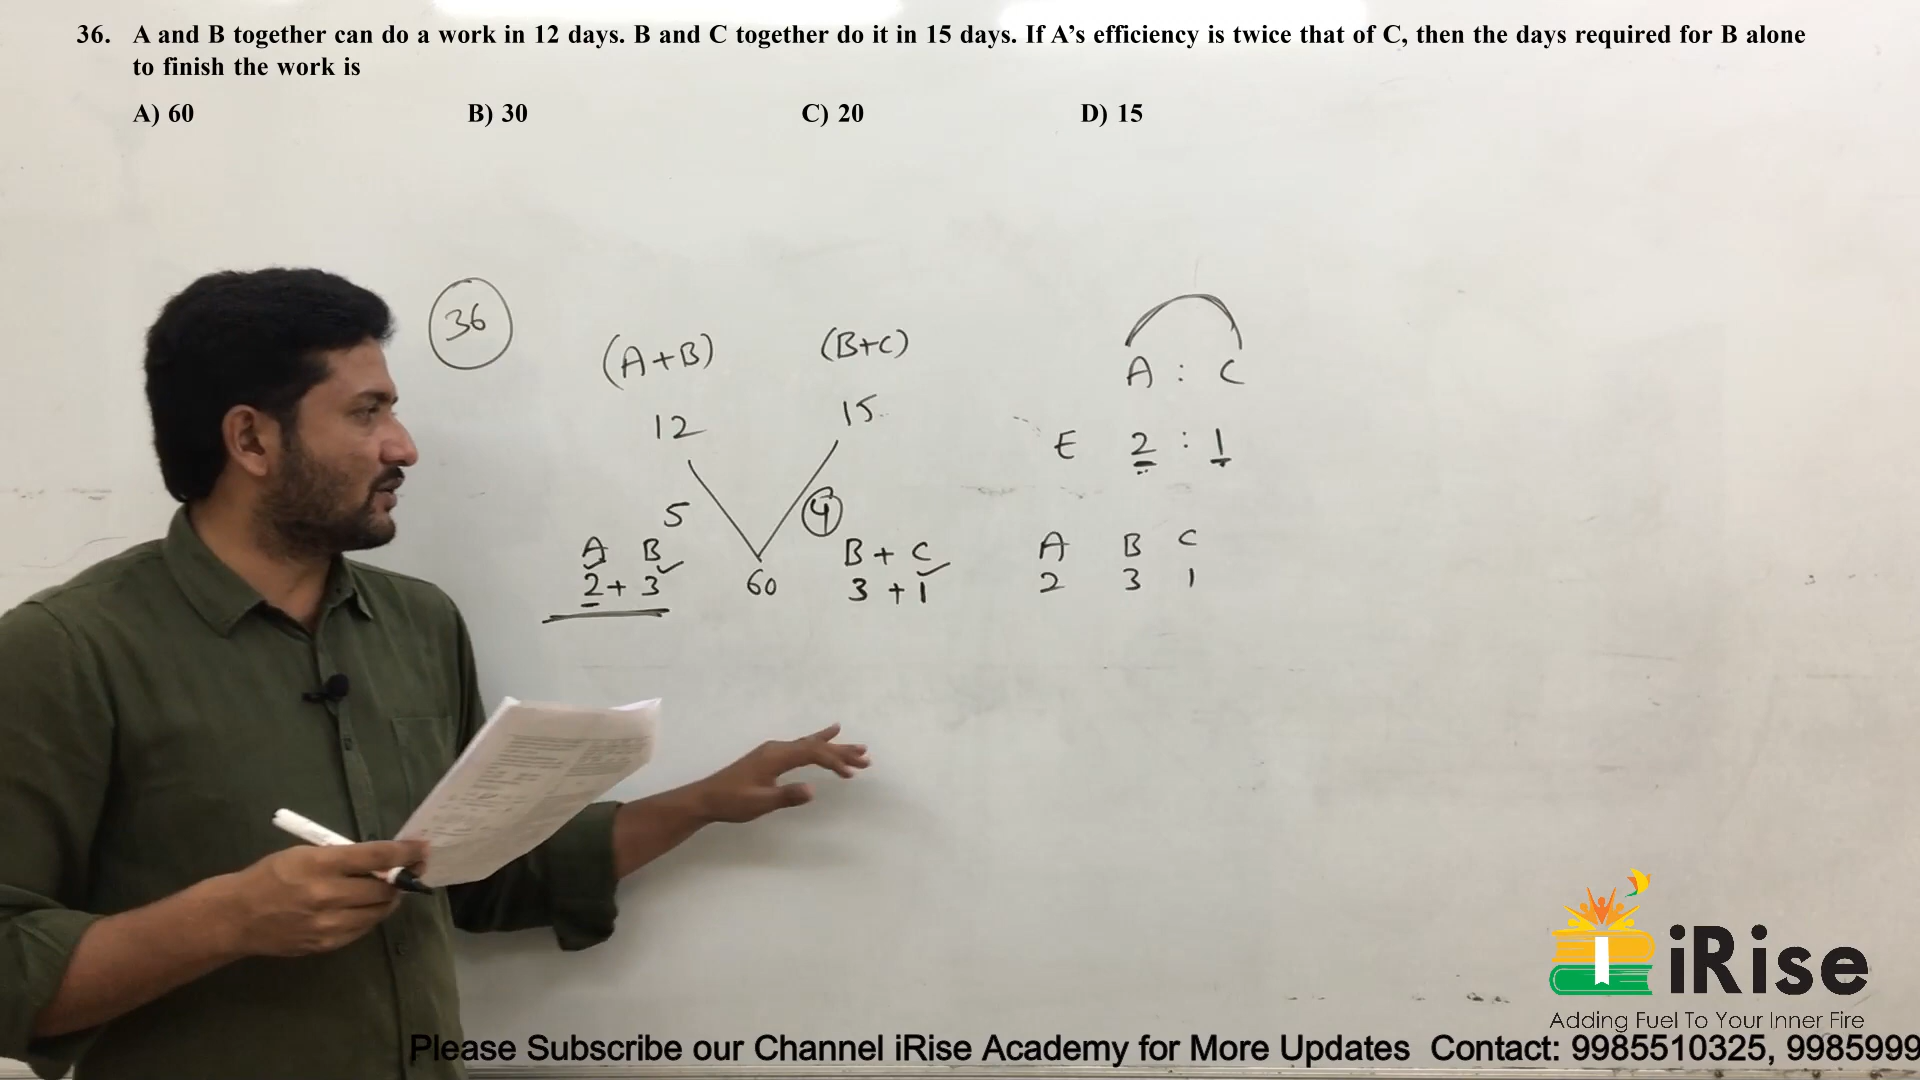 36. A and B together can do a work in 12 days. B and C together do it in 15 days. If A’s efficiency is twice that of C, then the days required for B alone
to finish the work is
A) 60 B) 30 C) 20 D) 15
36
(A+B) (B+C) A : C
12 15
E 2 : 1
5 4
A B B + C A B C
2+ 3 60 3 + 1 2 3 1
iRise
Adding Fuel To Your Inner Fire
Please Subscribe our Channel iRise Academy for More Updates Contact: 9985510325, 9985999